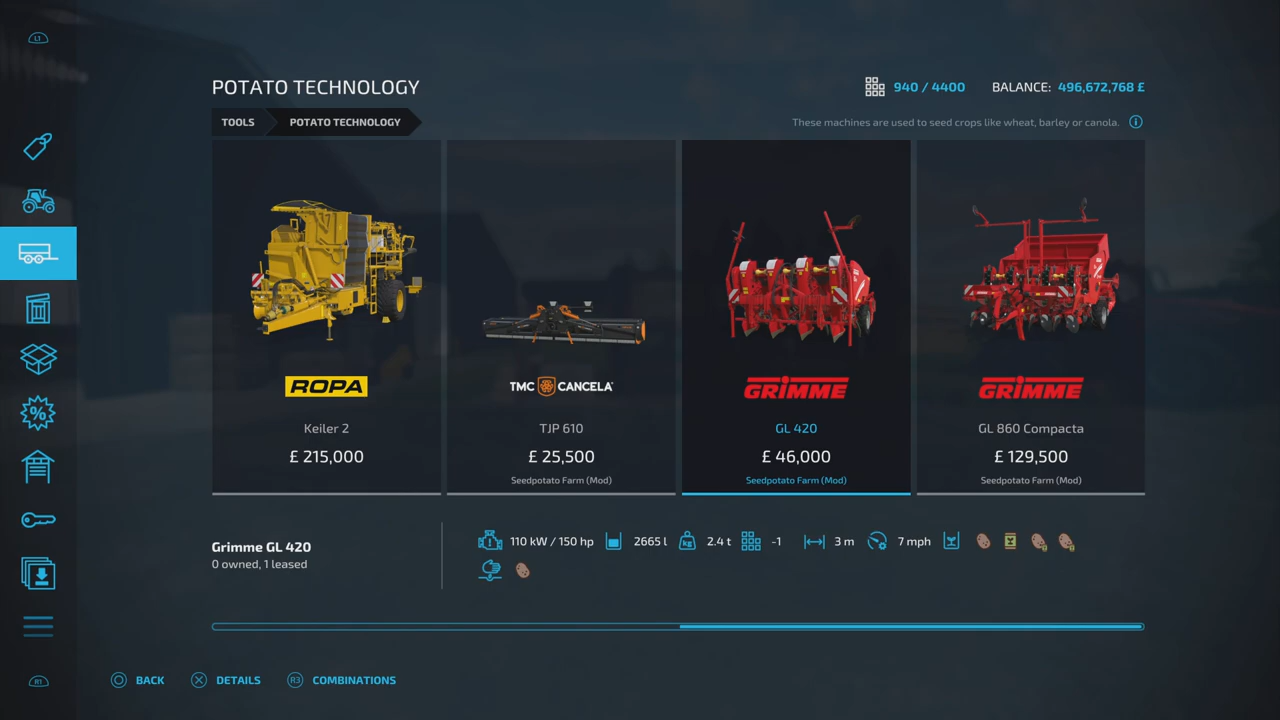 L1
POTATO TECHNOLOGY
940 / 4400 BALANCE: 496,672,768 £
TOOLS POTATO TECHNOLOGY
These machines are used to seed crops like wheat, barley or canola.
ROPA
TMC CANCELA
GRIMME
GRIMME
Keiler 2
TJP 610
GL 420
GL 860 Compacta
£ 215,000
£ 25,500
£ 46,000
£ 129,500
Seedpotato Farm (Mod)
Seedpotato Farm (Mod)
Seedpotato Farm (Mod)
Grimme GL 420
0 owned, 1 leased
110 kW / 150 hp 2665 l kg 2.4 t -1 3 m 7 mph
R1
BACK DETAILS R3 COMBINATIONS